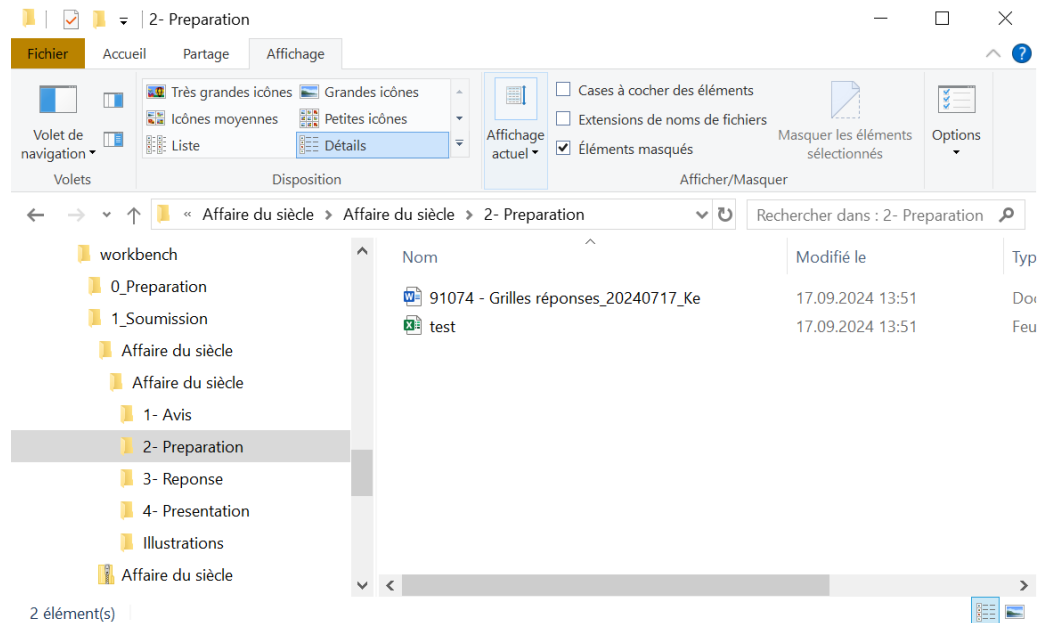 2- Preparation
Fichier Accueil Partage Affichage
Très grandes icônes Grandes icônes Cases à cocher des éléments
Icônes moyennes Petites icônes Extensions de noms de fichiers
Liste Détails Éléments masqués
Volet de navigation
Affichage actuel
Masquer les éléments sélectionnés
Options
Volets Disposition Afficher/Masquer
« Affaire du siècle > Affaire du siècle > 2- Preparation Rechercher dans : 2- Preparation
workbench
0_Preparation
1_Soumission
Affaire du siècle
Affaire du siècle
1- Avis
2- Preparation
3- Reponse
4- Presentation
Illustrations
Affaire du siècle
Nom Modifié le Typ
91074 - Grilles réponses_20240717_Ke 17.09.2024 13:51 Do
test 17.09.2024 13:51 Feu
2 élément(s)